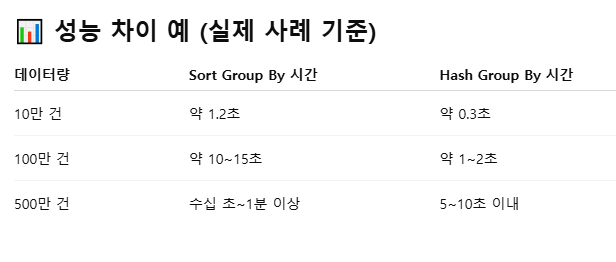 📊 성능 차이 예 (실제 사례 기준)
데이터량 Sort Group By 시간 Hash Group By 시간
10만 건 약 1.2초 약 0.3초
100만 건 약 10~15초 약 1~2초
500만 건 수십 초~1분 이상 5~10초 이내